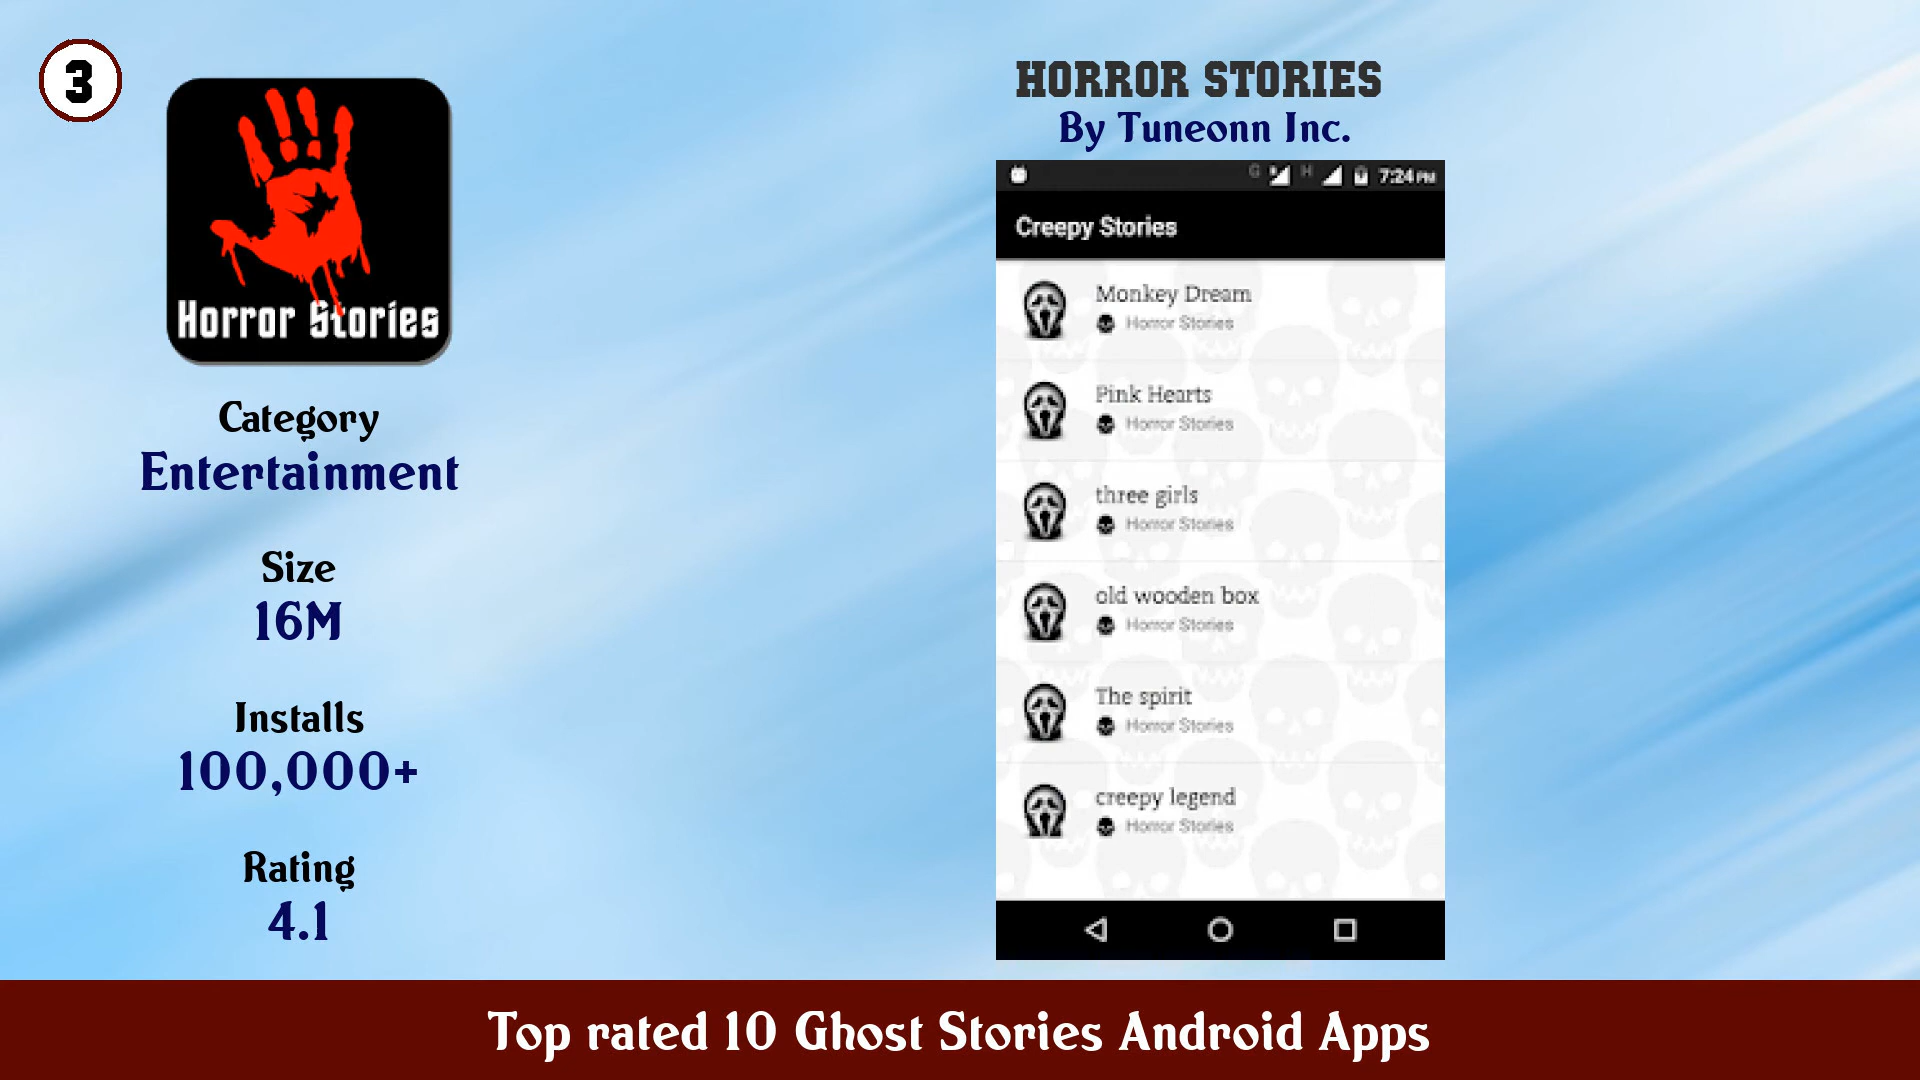 3
Horror Stories
Category
Entertainment
Size
16M
Installs
100,000+
Rating
4.1
HORROR STORIES
By Tuneonn Inc.
G H 7:24 PM
Creepy Stories
Monkey Dream
Horror Stories
Pink Hearts
Horror Stories
three girls
Horror Stories
old wooden box
Horror Stories
The spirit
Horror Stories
creepy legend
Horror Stories
Top rated 10 Ghost Stories Android Apps